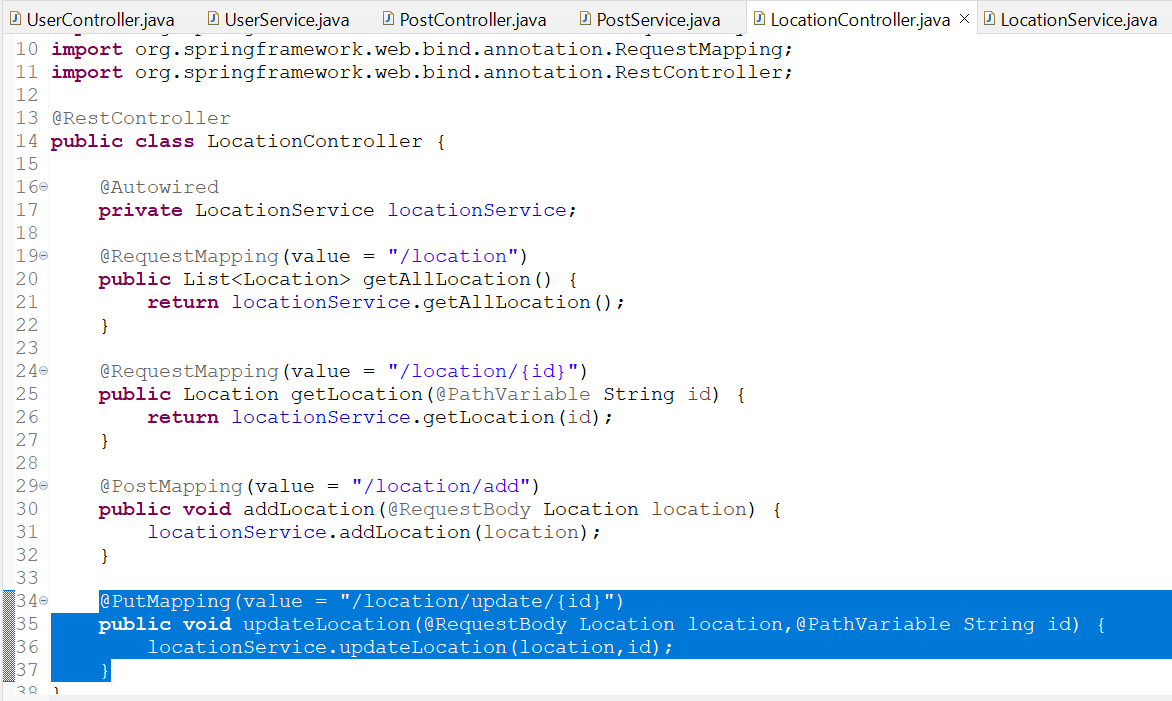 UserController.java UserService.java PostController.java PostService.java LocationController.java × LocationService.java
10 import org.springframework.web.bind.annotation.RequestMapping;
11 import org.springframework.web.bind.annotation.RestController;
12
13 @RestController
14 public class LocationController {
15
16 @Autowired
17 private LocationService locationService;
18
19 @RequestMapping(value = "/location")
20 public List<Location> getAllLocation() {
21 return locationService.getAllLocation();
22 }
23
24 @RequestMapping(value = "/location/{id}")
25 public Location getLocation(@PathVariable String id) {
26 return locationService.getLocation(id);
27 }
28
29 @PostMapping(value = "/location/add")
30 public void addLocation(@RequestBody Location location) {
31 locationService.addLocation(location);
32 }
33
34 @PutMapping(value = "/location/update/{id}")
35 public void updateLocation(@RequestBody Location location,@PathVariable String id) {
36 locationService.updateLocation(location,id);
37 }
38 }